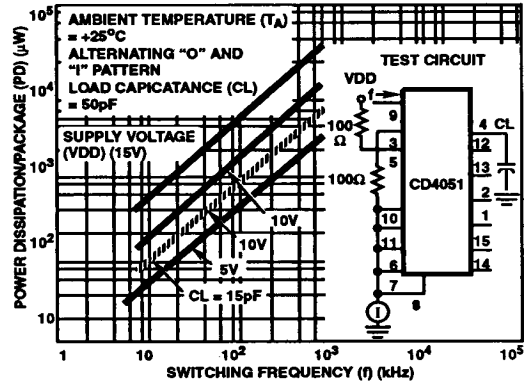 POWER DISSIPATION/PACKAGE (PD) (μW)
10⁵
10⁴
10³
10²
10
AMBIENT TEMPERATURE (TA)
= +25°C
ALTERNATING “O” AND
“I” PATTERN
LOAD CAPICATANCE (CL)
= 50pF
SUPPLY VOLTAGE
(VDD) (15V)
10V
10V
5V
CL = 15pF
TEST CIRCUIT
VDD
f
9
100
Ω
3
5
100Ω
10
11
6
7
8
I
CD4051
4 CL
12
13
2
1
15
14
1 10 10² 10³ 10⁴ 10⁵
SWITCHING FREQUENCY (f) (kHz)